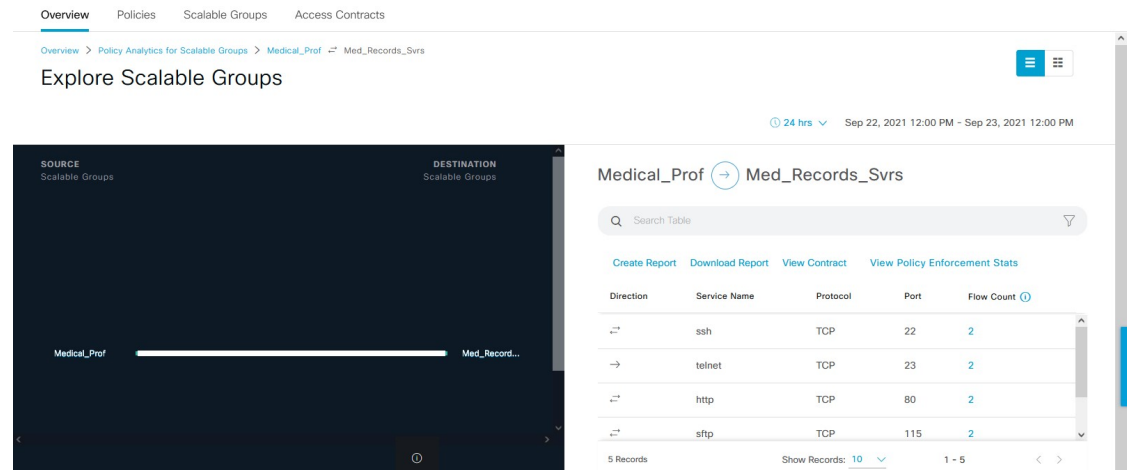 Overview Policies Scalable Groups Access Contracts
Overview > Policy Analytics for Scalable Groups > Medical_Prof ⇄ Med_Records_Svrs
Explore Scalable Groups
24 hrs Sep 22, 2021 12:00 PM - Sep 23, 2021 12:00 PM
SOURCE
Scalable Groups
DESTINATION
Scalable Groups
Medical_Prof
Med_Record...
Medical_Prof → Med_Records_Svrs
Search Table
Create Report Download Report View Contract View Policy Enforcement Stats
Direction Service Name Protocol Port Flow Count
⇄ ssh TCP 22 2
→ telnet TCP 23 2
⇄ http TCP 80 2
⇄ sftp TCP 115 2
5 Records Show Records: 10 1 - 5 < >